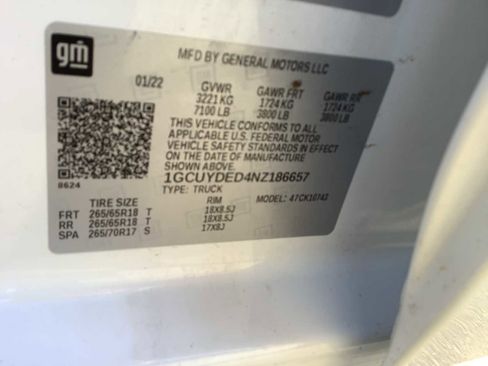 gm
MFD BY GENERAL MOTORS LLC
01/22 GVWR GAWR FRT GAWR RR
3221 KG 1724 KG 1724 KG
7100 LB 3800 LB 3800 LB
THIS VEHICLE CONFORMS TO ALL
APPLICABLE U.S. FEDERAL MOTOR
VEHICLE SAFETY STANDARDS IN
EFFECT ON THE DATE OF MANUFACTURE
SHOWN ABOVE.
1GCUYDED4NZ186657
8624 TYPE: TRUCK MODEL: 47CK10743
TIRE SIZE RIM
FRT 265/65R18 T 18X8.5J
RR 265/65R18 T 18X8.5J
SPA 265/70R17 S 17X8J